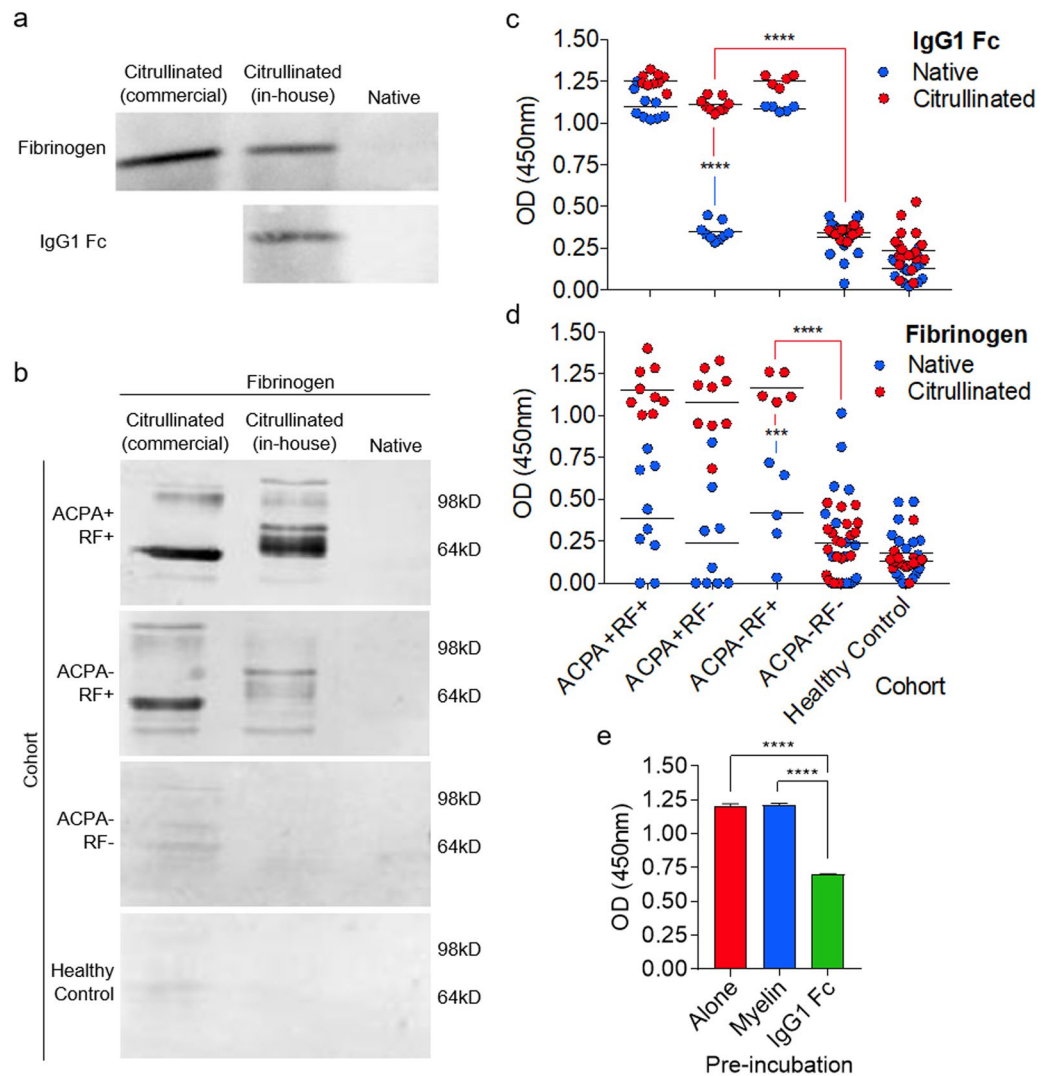 a
Citrullinated (commercial)
Citrullinated (in-house)
Native
Fibrinogen
IgG1 Fc
b
Fibrinogen
Citrullinated (commercial)
Citrullinated (in-house)
Native
Cohort
ACPA+ RF+
98kD
64kD
ACPA- RF+
98kD
64kD
ACPA- RF-
98kD
64kD
Healthy Control
98kD
64kD
c
IgG1 Fc
Native
Citrullinated
****
****
OD (450nm)
1.50
1.25
1.00
0.75
0.50
0.25
0.00
d
Fibrinogen
Native
Citrullinated
****
***
OD (450nm)
1.50
1.25
1.00
0.75
0.50
0.25
0.00
ACPA+RF+
ACPA+RF-
ACPA-RF+
ACPA-RF-
Healthy Control
Cohort
e
****
****
OD (450nm)
1.50
1.25
1.00
0.75
0.50
0.25
0.00
Alone
Myelin
IgG1 Fc
Pre-incubation